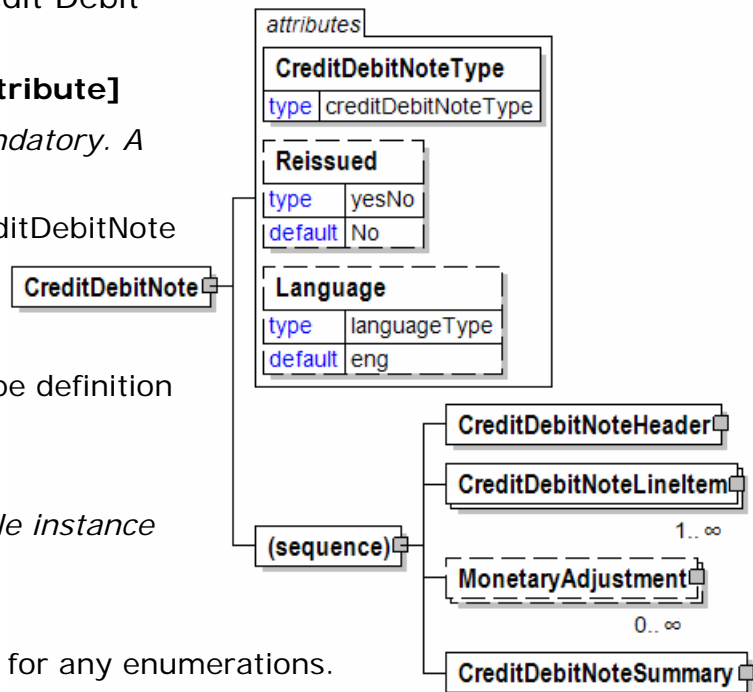 edit Debit
tribute]
ndatory. A
ditDebitNote
pe definition
le instance
for any enumerations.
CreditDebitNote
attributes
CreditDebitNoteType
type creditDebitNoteType
Reissued
type yesNo
default No
Language
type languageType
default eng
(sequence)
CreditDebitNoteHeader
CreditDebitNoteLineItem
1..∞
MonetaryAdjustment
0..∞
CreditDebitNoteSummary